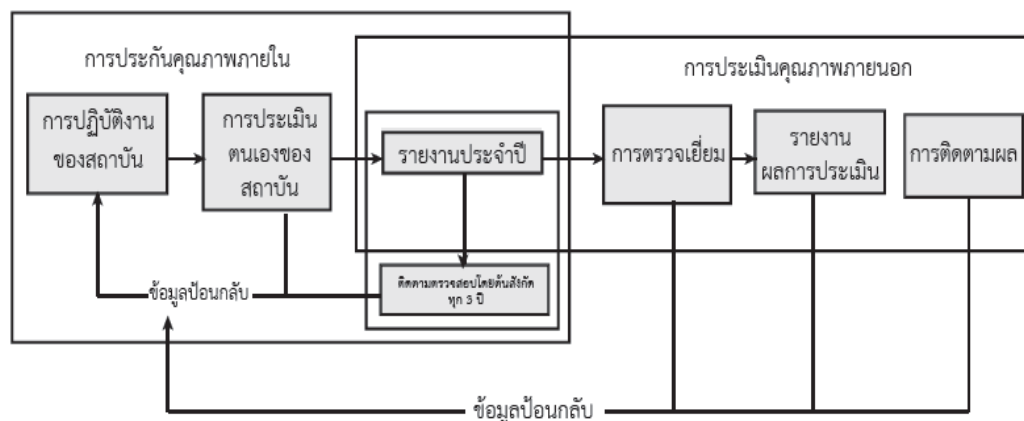 การประกันคุณภาพภายใน
การประเมินคุณภาพภายนอก
การปฏิบัติงาน
ของสถาบัน
การประเมิน
ตนเองของ
สถาบัน
รายงานประจำปี
การตรวจเยี่ยม
รายงาน
ผลการประเมิน
การติดตามผล
ติดตามตรวจสอบโดยต้นสังกัด
ทุก 3 ปี
ข้อมูลป้อนกลับ
ข้อมูลป้อนกลับ